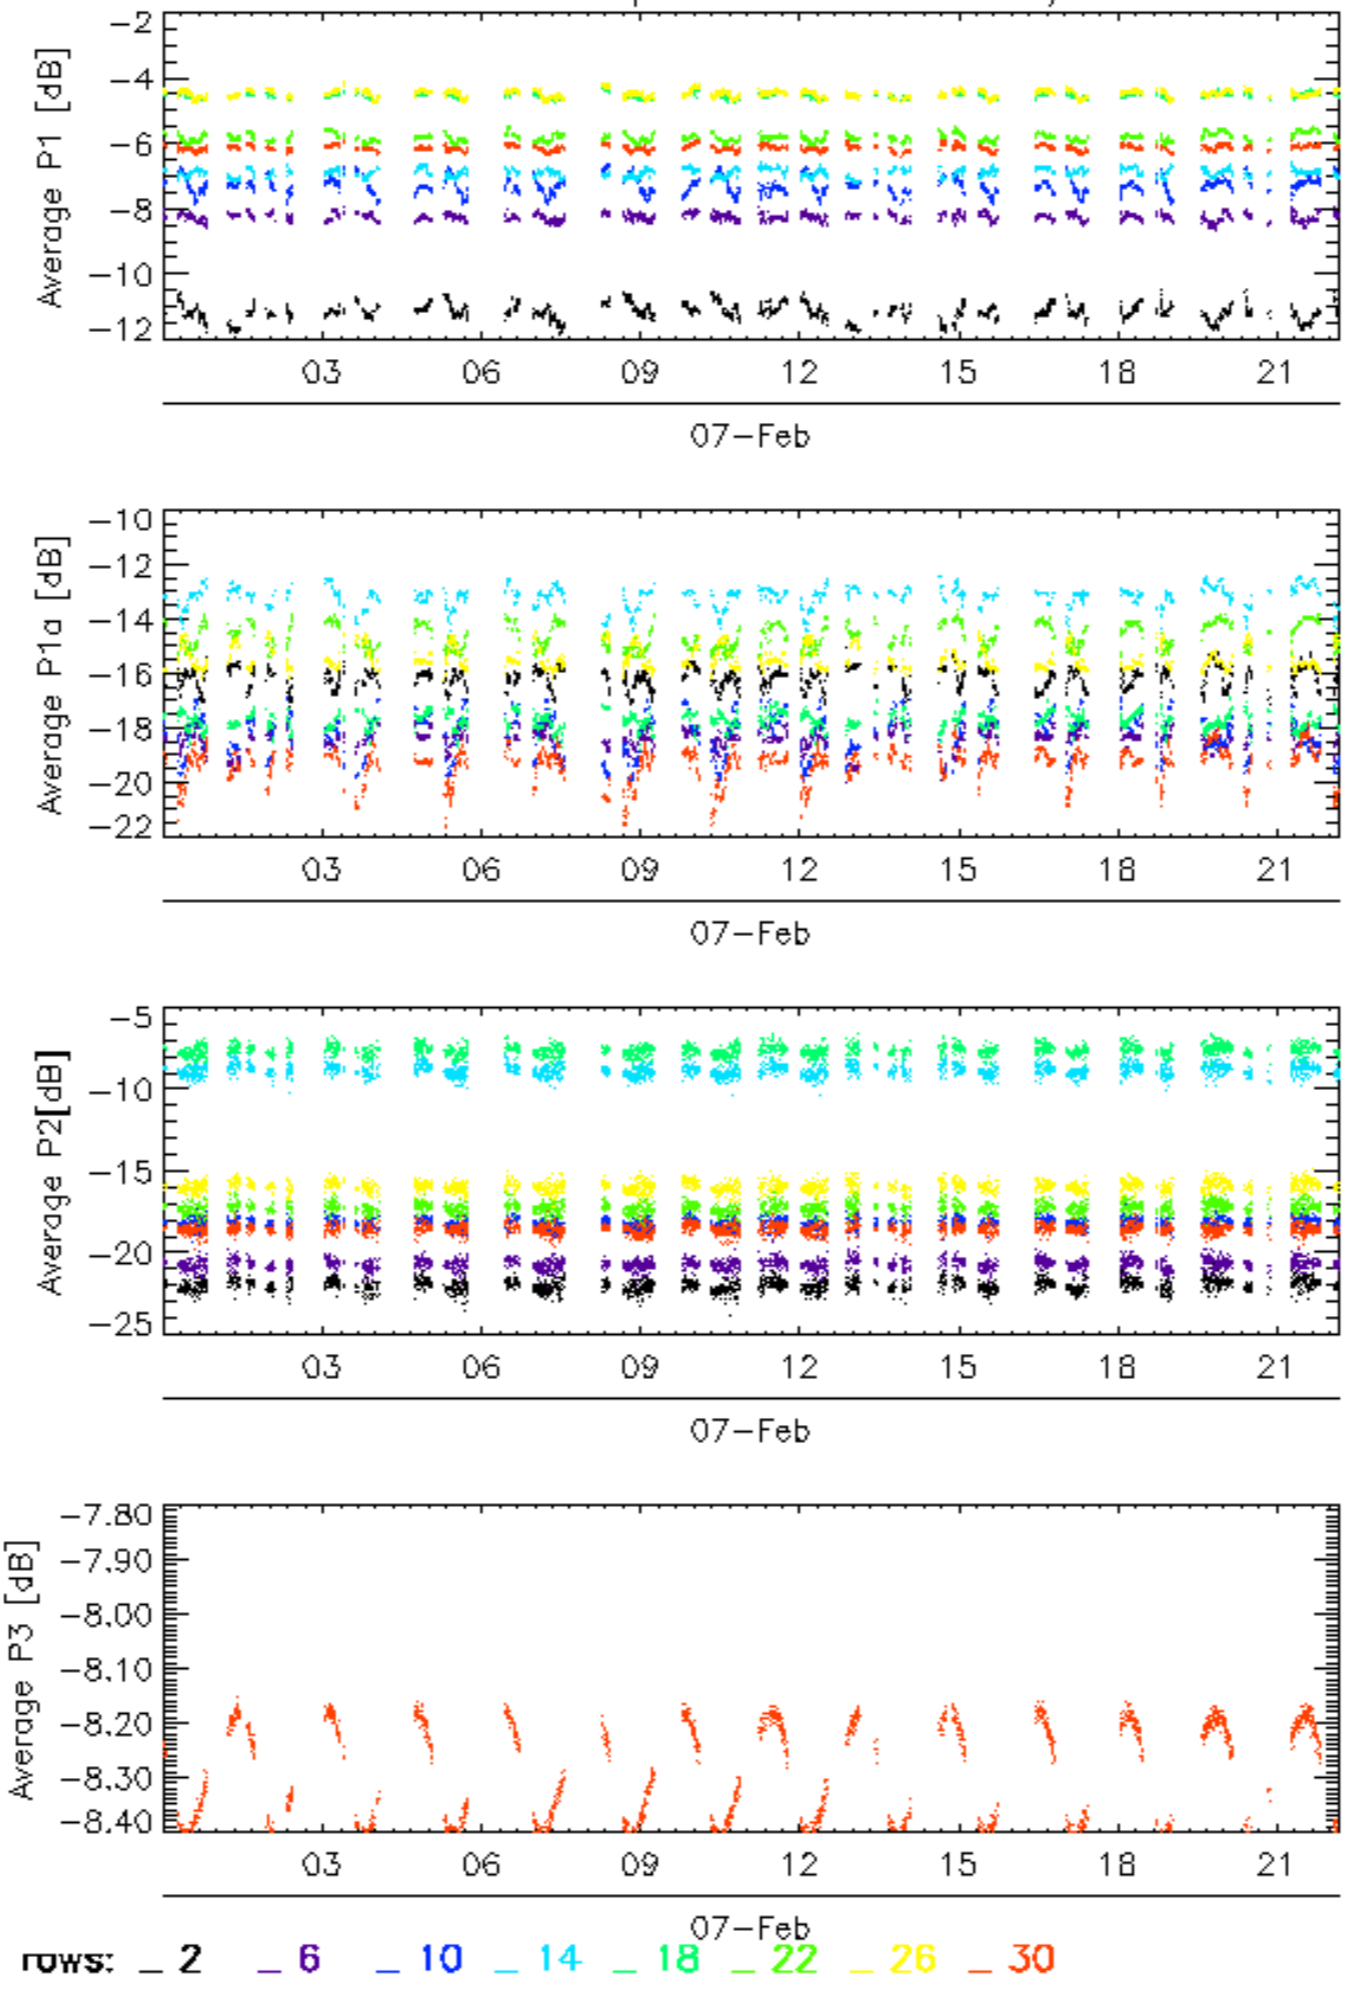 Average P1 [dB]
-2
-4
-6
-8
-10
-12
03 06 09 12 15 18 21
07-Feb
Average P1a [dB]
-10
-12
-14
-16
-18
-20
-22
03 06 09 12 15 18 21
07-Feb
Average P2[dB]
-5
-10
-15
-20
-25
03 06 09 12 15 18 21
07-Feb
Average P3 [dB]
-7.80
-7.90
-8.00
-8.10
-8.20
-8.30
-8.40
03 06 09 12 15 18 21
07-Feb
rows: _ 2 _ 6 _ 10 _ 14 _ 18 _ 22 _ 26 _ 30